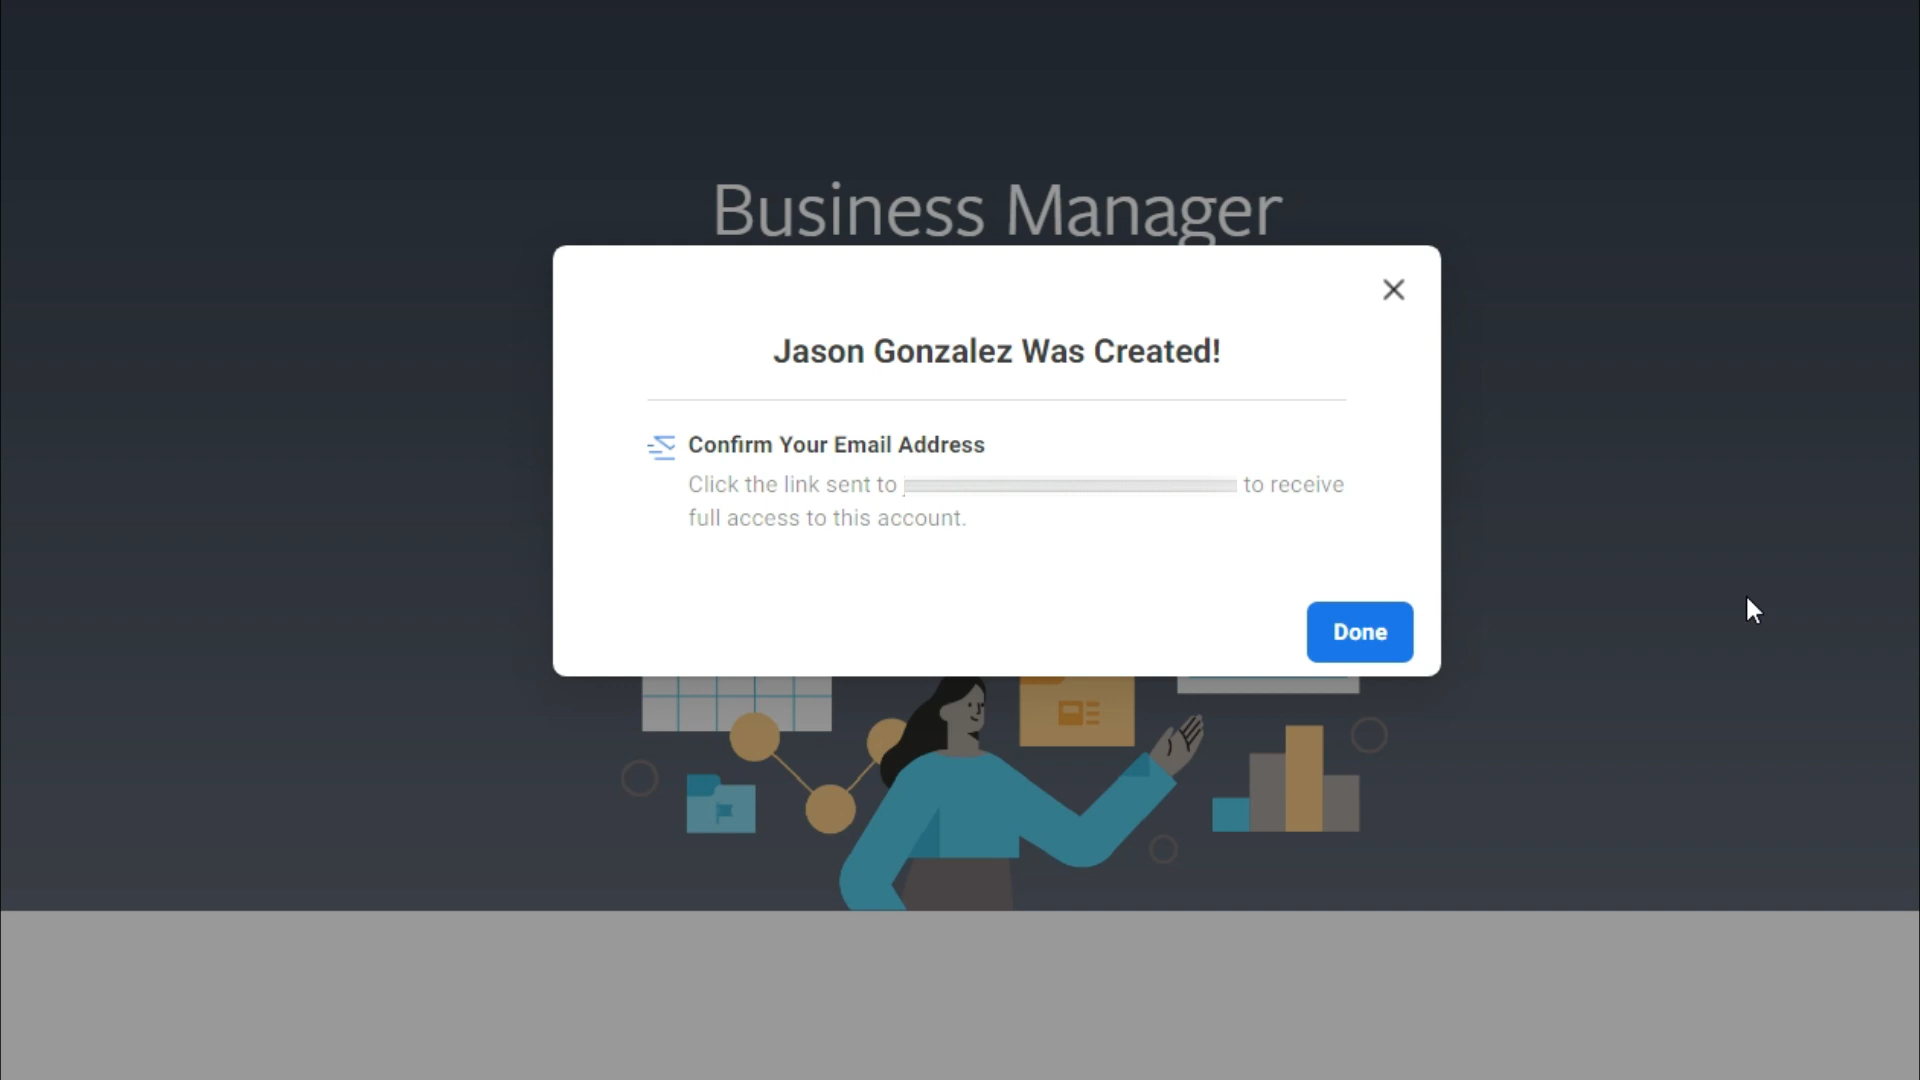 Business Manager
Jason Gonzalez Was Created!
Confirm Your Email Address
Click the link sent to to receive
full access to this account.
Done